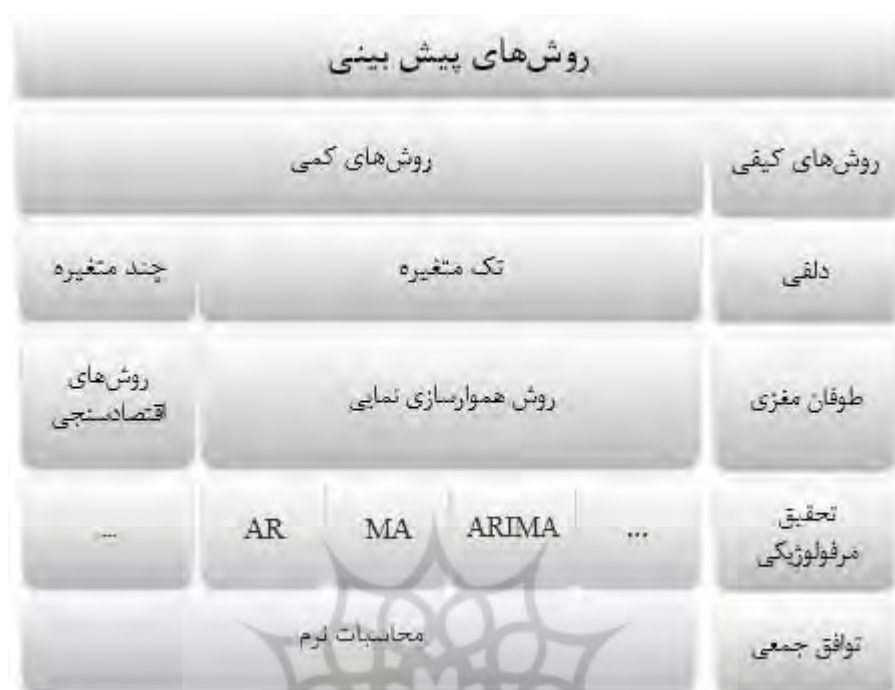 روش‌های پیش بینی
روش‌های کیفی
روش‌های کمی
دلفی
تک متغیره
چند متغیره
طوفان مغزی
روش هموارسازی نمایی
روش‌های
اقتصادسنجی
تحقیق
مرفولوژیکی
...
ARIMA
MA
AR
...
توافق جمعی
محاسبات نرم